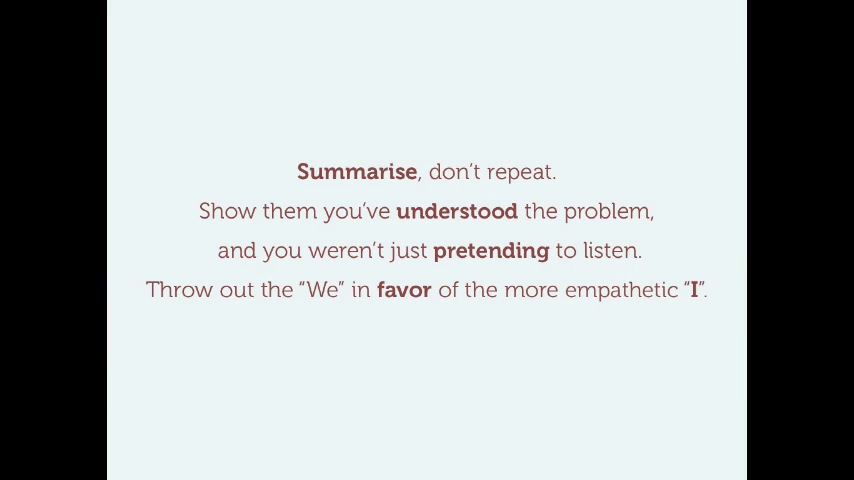 Summarise, don’t repeat.
Show them you’ve understood the problem,
and you weren’t just pretending to listen.
Throw out the “We” in favor of the more empathetic “I”.